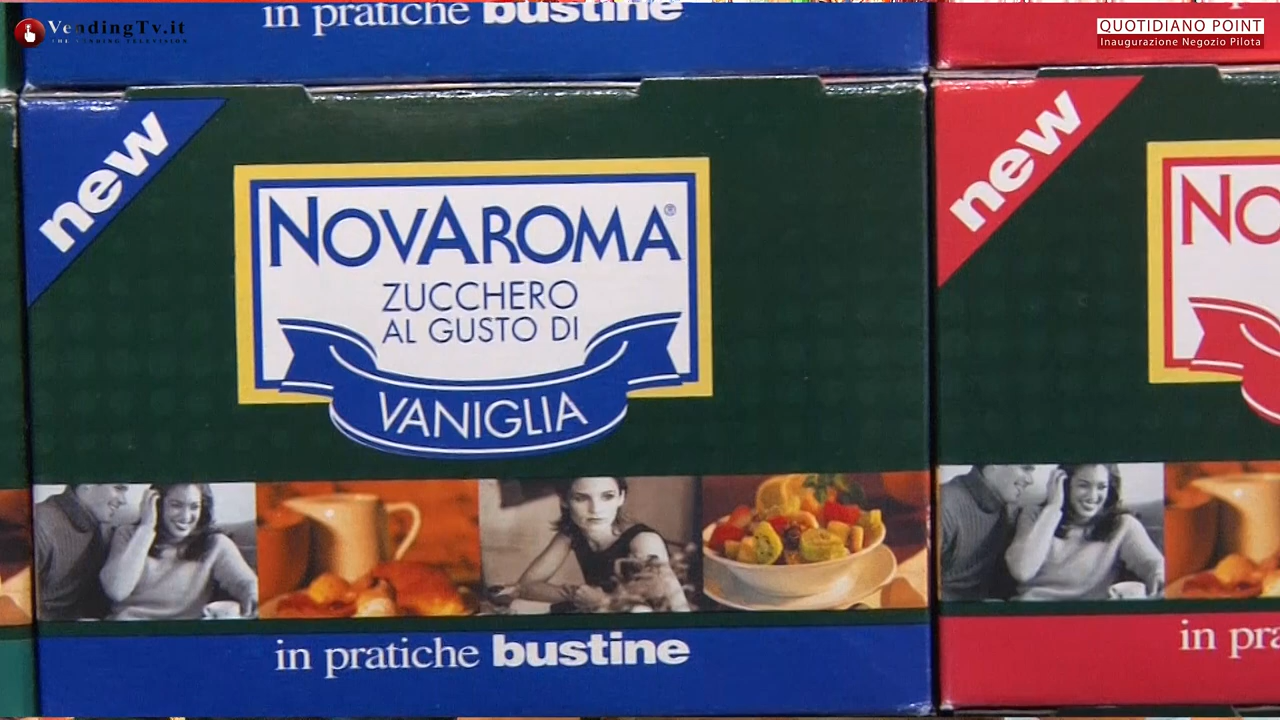 in pratiche bustine
VendingTv.it
THE VENDING TELEVISION
QUOTIDIANO POINT
Inaugurazione Negozio Pilota
new
NOVAROMA®
ZUCCHERO
AL GUSTO DI
VANIGLIA
in pratiche bustine
new
NO
in pra